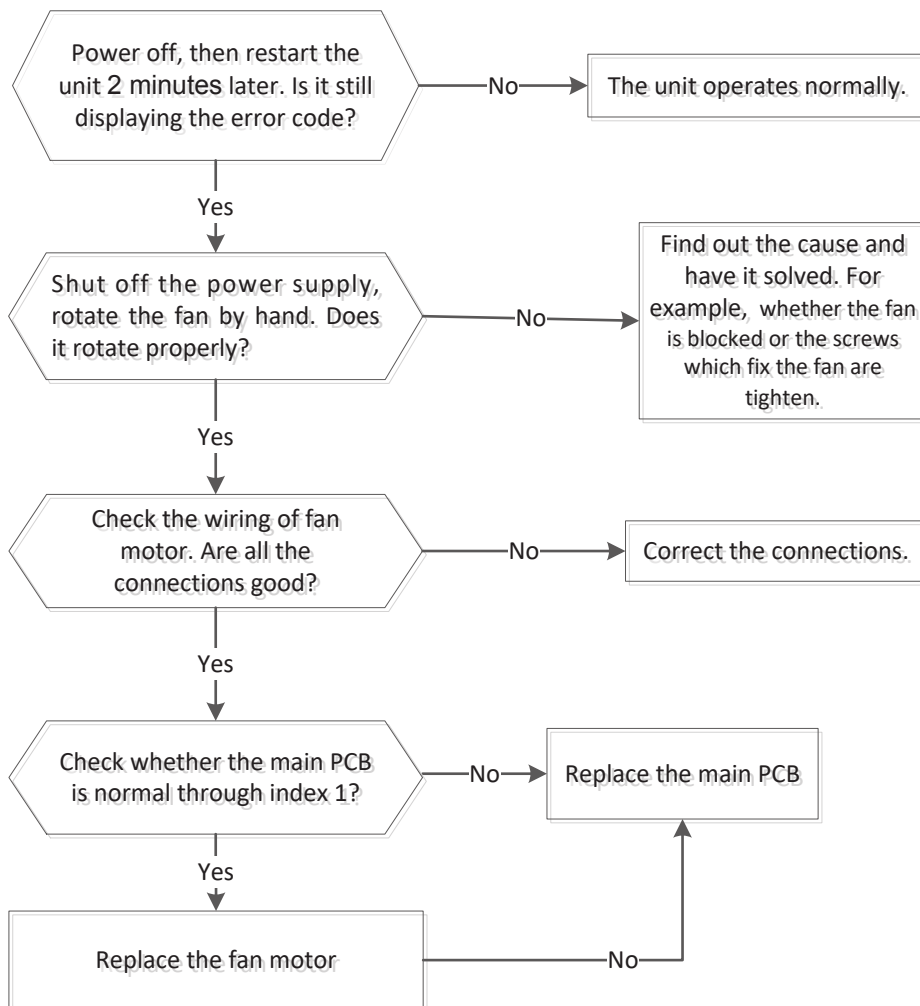 Power off, then restart the
unit 2 minutes later. Is it still
displaying the error code?
No
The unit operates normally.
Yes
Shut off the power supply,
rotate the fan by hand. Does
it rotate properly?
No
Find out the cause and
have it solved. For
example, whether the fan
is blocked or the screws
which fix the fan are
tighten.
Yes
Check the wiring of fan
motor. Are all the
connections good?
No
Correct the connections.
Yes
Check whether the main PCB
is normal through index 1?
No
Replace the main PCB
Yes
Replace the fan motor
No